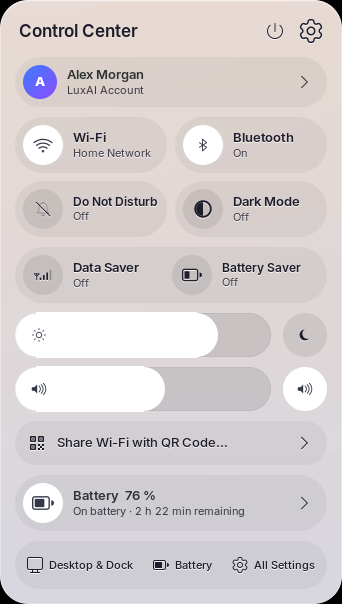 Control Center
A
Alex Morgan
LuxAI Account
Wi-Fi
Home Network
Bluetooth
On
Do Not Disturb
Off
Dark Mode
Off
Data Saver
Off
Battery Saver
Off
Share Wi-Fi with QR Code...
Battery 76 %
On battery · 2 h 22 min remaining
Desktop & Dock
Battery
All Settings